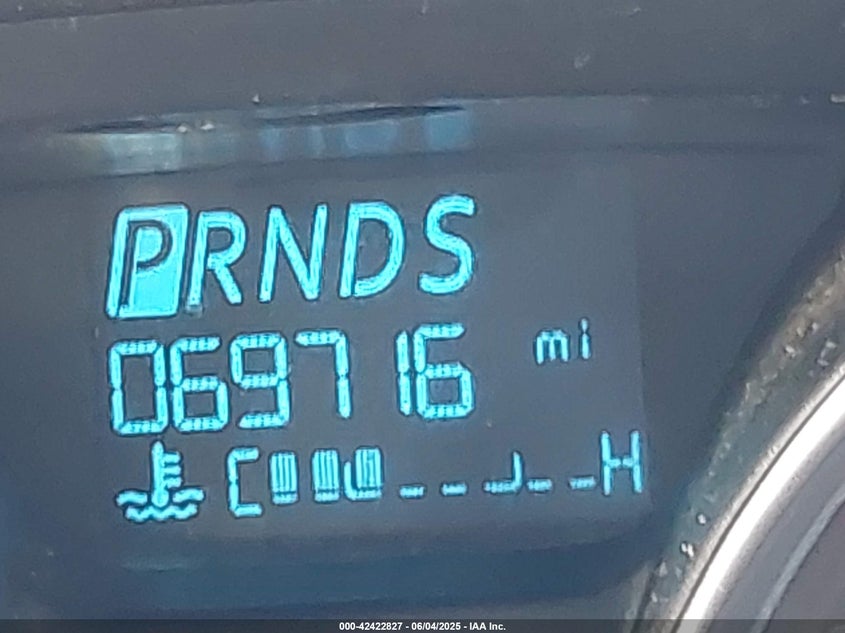 PRNDS
069716 mi
C H
000-42422827 - 06/04/2025 - IAA Inc.